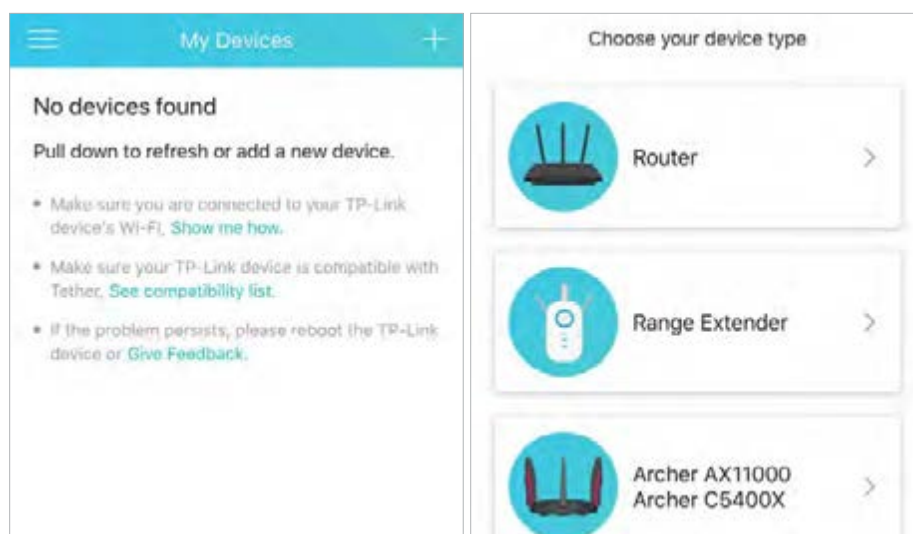 My Devices
No devices found
Pull down to refresh or add a new device.
• Make sure you are connected to your TP-Link
device's Wi-Fi. Show me how.
• Make sure your TP-Link device is compatible with
Tether. See compatibility list.
• If the problem persists, please reboot the TP-Link
device or Give Feedback.
Choose your device type
Router
Range Extender
Archer AX11000
Archer C5400X